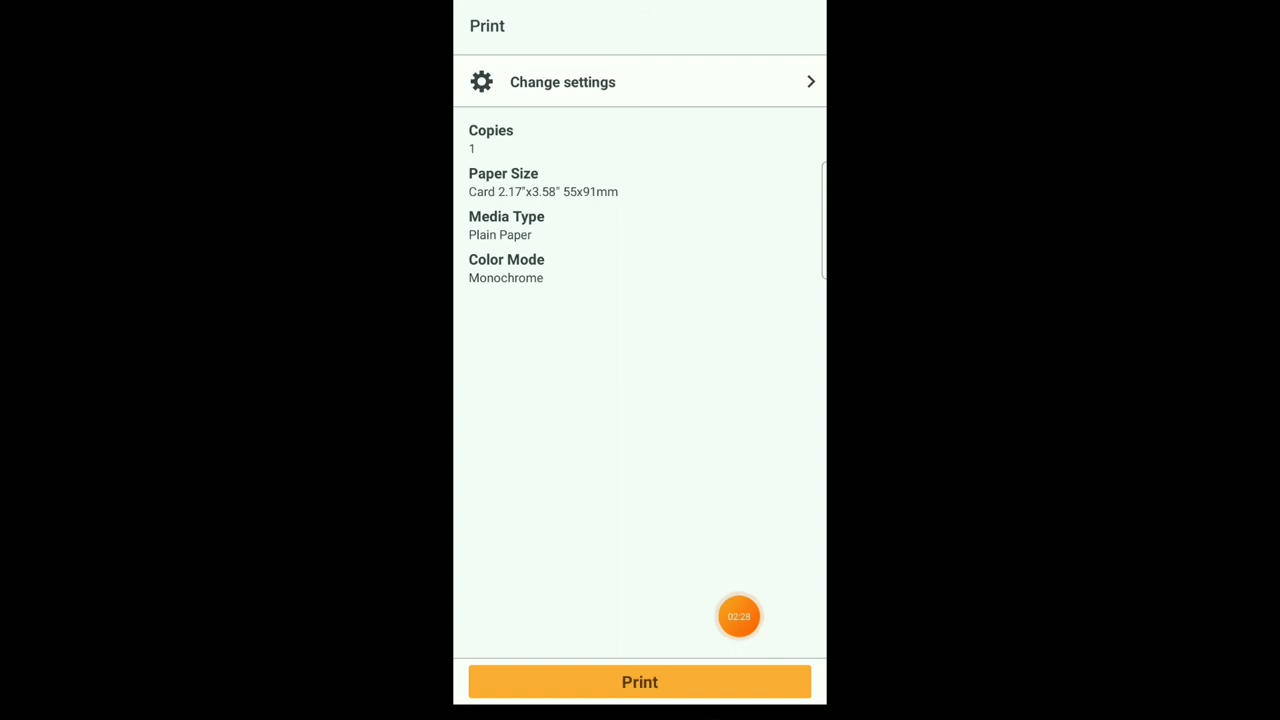 Print
Change settings
Copies
1
Paper Size
Card 2.17"x3.58" 55x91mm
Media Type
Plain Paper
Color Mode
Monochrome
02:28
Print